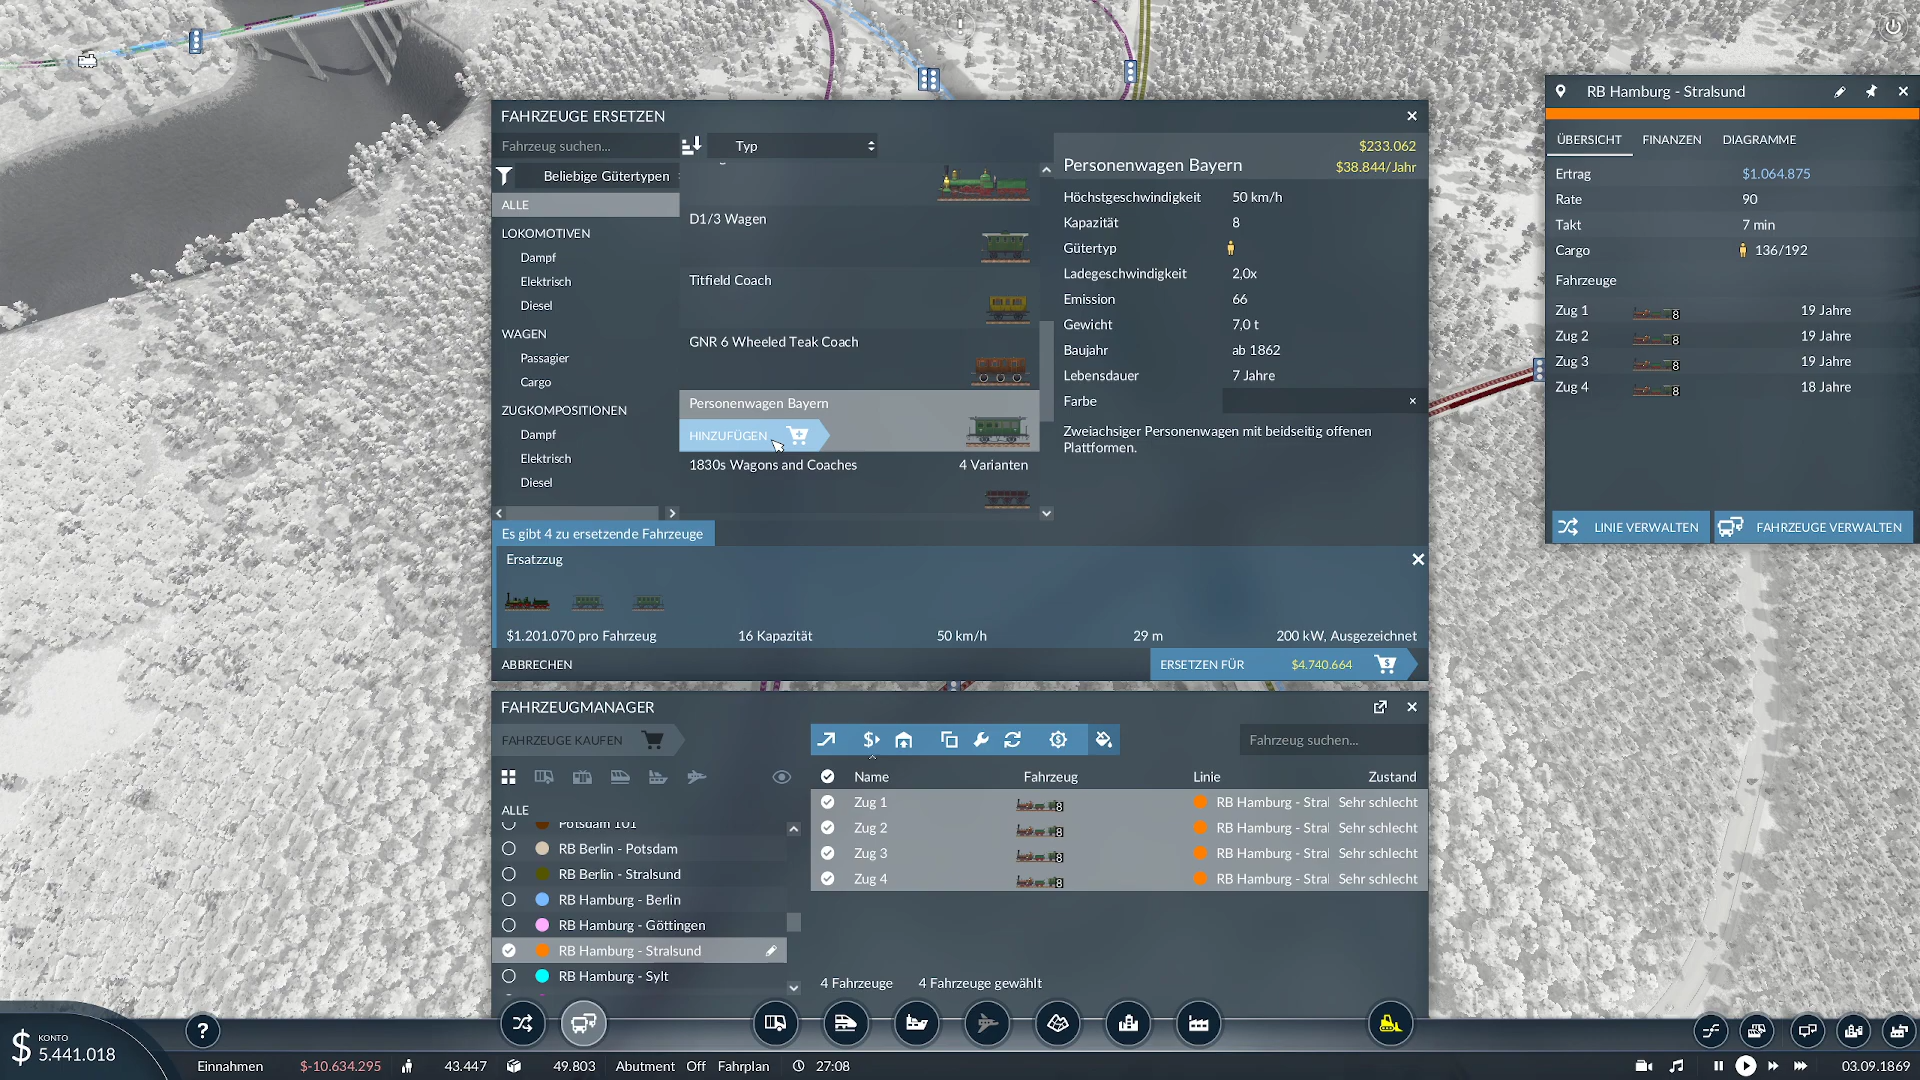 FAHRZEUGE ERSETZEN
Fahrzeug suchen...
Typ
Beliebige Gütertypen
ALLE
LOKOMOTIVEN
Dampf
Elektrisch
Diesel
WAGEN
Passagier
Cargo
ZUGKOMPOSITIONEN
Dampf
Elektrisch
Diesel
D1/3 Wagen
Titfield Coach
GNR 6 Wheeled Teak Coach
Personenwagen Bayern
HINZUFÜGEN
1830s Wagons and Coaches 4 Varianten
$233.062
Personenwagen Bayern $38.844/Jahr
Höchstgeschwindigkeit 50 km/h
Kapazität 8
Gütertyp
Ladegeschwindigkeit 2,0x
Emission 66
Gewicht 7,0 t
Baujahr ab 1862
Lebensdauer 7 Jahre
Farbe
Zweiachsiger Personenwagen mit beidseitig offenen
Plattformen.
Es gibt 4 zu ersetzende Fahrzeuge
Ersatzzug
$1.201.070 pro Fahrzeug 16 Kapazität 50 km/h 29 m 200 kW, Ausgezeichnet
ABBRECHEN
ERSETZEN FÜR $4.740.664
FAHRZEUGMANAGER
FAHRZEUGE KAUFEN
Fahrzeug suchen...
ALLE
Potsdam 101
RB Berlin - Potsdam
RB Berlin - Stralsund
RB Hamburg - Berlin
RB Hamburg - Göttingen
RB Hamburg - Stralsund
RB Hamburg - Sylt
Name Fahrzeug Linie Zustand
Zug 1 8 RB Hamburg - Stral Sehr schlecht
Zug 2 8 RB Hamburg - Stral Sehr schlecht
Zug 3 8 RB Hamburg - Stral Sehr schlecht
Zug 4 8 RB Hamburg - Stral Sehr schlecht
4 Fahrzeuge 4 Fahrzeuge gewählt
RB Hamburg - Stralsund
ÜBERSICHT FINANZEN DIAGRAMME
Ertrag $1.064.875
Rate 90
Takt 7 min
Cargo 136/192
Fahrzeuge
Zug 1 8 19 Jahre
Zug 2 8 19 Jahre
Zug 3 8 19 Jahre
Zug 4 8 18 Jahre
LINIE VERWALTEN
FAHRZEUGE VERWALTEN
$ KONTO
5.441.018
?
Einnahmen $-10.634.295 43.447 49.803 Abutment Off Fahrplan 27:08
03.09.1869